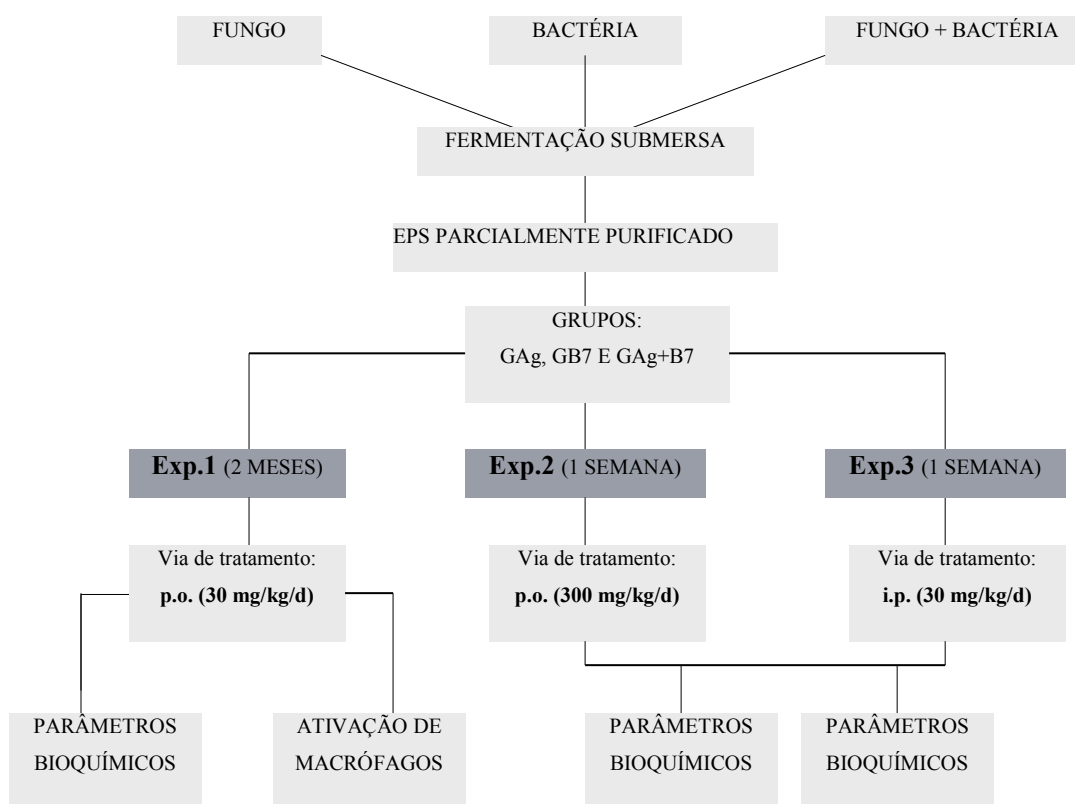 FUNGO
BACTÉRIA
FUNGO + BACTÉRIA
FERMENTAÇÃO SUBMERSA
EPS PARCIALMENTE PURIFICADO
GRUPOS:
GAg, GB7 E GAg+B7
Exp.1 (2 MESES)
Exp.2 (1 SEMANA)
Exp.3 (1 SEMANA)
Via de tratamento:
p.o. (30 mg/kg/d)
Via de tratamento:
p.o. (300 mg/kg/d)
Via de tratamento:
i.p. (30 mg/kg/d)
PARÂMETROS
BIOQUÍMICOS
ATIVAÇÃO DE
MACRÓFAGOS
PARÂMETROS
BIOQUÍMICOS
PARÂMETROS
BIOQUÍMICOS